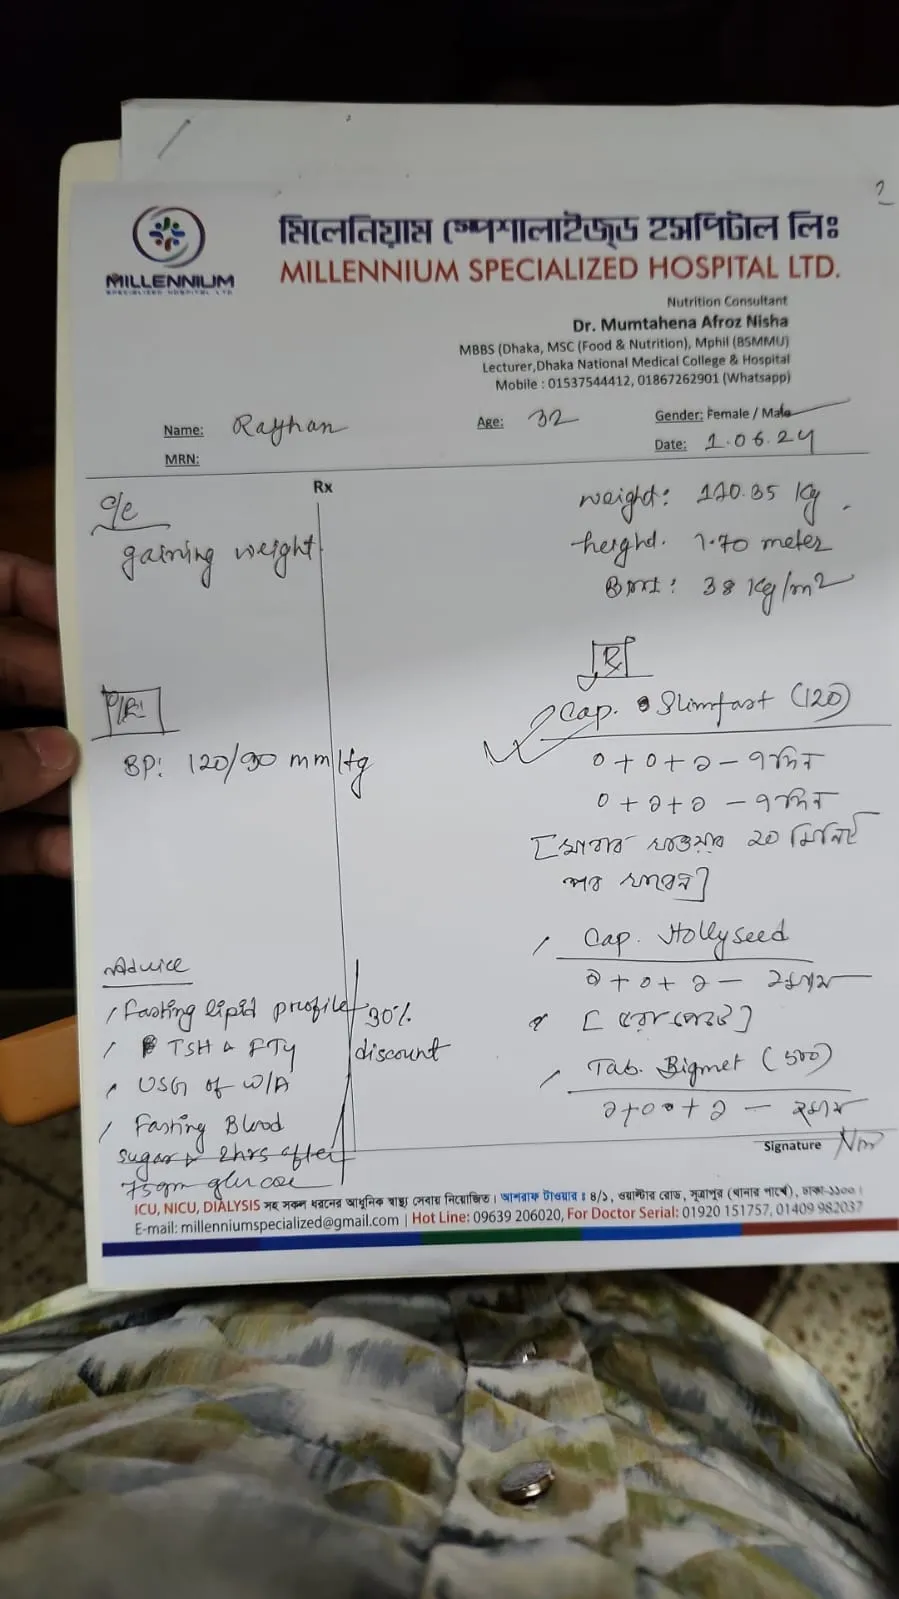 2
মিলেনিয়াম স্পেশালাইজ্ড হসপিটাল লিঃ
MILLENNIUM SPECIALIZED HOSPITAL LTD.
MILLENNIUM
SPECIALIZED HOSPITAL LTD
Nutrition Consultant
Dr. Mumtahena Afroz Nisha
MBBS (Dhaka, MSC (Food & Nutrition), Mphil (BSMMU)
Lecturer,Dhaka National Medical College & Hospital
Mobile : 01537544412, 01867262901 (Whatsapp)
Name: Rayhan Age: 32 Gender: Female / Male
MRN: Date: 1.06.24
Rx
c/c
gaining weight
weight: 110.35 Kg
height. 1.70 meter
BMI: 38 Kg/m2
O/E:
BP: 120/90 mmHg
Rx
Cap. Slimfast (120)
০ + ০ + ১ - ৭দিন
০ + ১ + ১ - ৭দিন
[খাবার খাওয়ার ২০ মিনিট
পর খাবেন]
Cap. Hollyseed
১ + ০ + ১ - ২মাস
[ ভরা পেটে ]
Tab. Bigmet (500)
১+০+ ১ - ২মাস
Advice
Fasting lipid profile
TSH & FT4
USG of W/A
Fasting Blood
sugar & 2hrs after
75gm glucose
30%
discount
Signature
ICU, NICU, DIALYSIS সহ সকল ধরনের আধুনিক স্বাস্থ্য সেবায় নিয়োজিত। আশরাফ টাওয়ার ঃ ৪/১, ওয়াল্টার রোড, সূত্রাপুর (থানার পার্শ্বে), ঢাকা-১১০০।
E-mail: millenniumspecialized@gmail.com | Hot Line: 09639 206020, For Doctor Serial: 01920 151757, 01409 982037